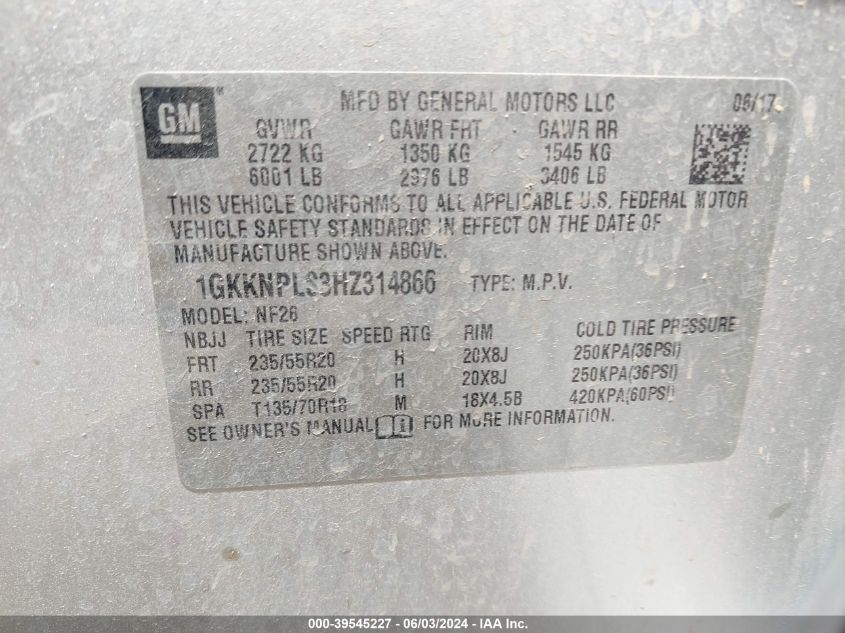 GM
MFD BY GENERAL MOTORS LLC 06/17
GVWR GAWR FRT GAWR RR
2722 KG 1350 KG 1545 KG
6001 LB 2976 LB 3406 LB
THIS VEHICLE CONFORMS TO ALL APPLICABLE U.S. FEDERAL MOTOR
VEHICLE SAFETY STANDARDS IN EFFECT ON THE DATE OF
MANUFACTURE SHOWN ABOVE.
1GKKNPLS3HZ314866 TYPE: M.P.V.
MODEL: NF26
NBJJ TIRE SIZE SPEED RTG RIM COLD TIRE PRESSURE
FRT 235/55R20 H 20X8J 250KPA(36PSI)
RR 235/55R20 H 20X8J 250KPA(36PSI)
SPA T135/70R18 M 18X4.5B 420KPA(60PSI)
SEE OWNER'S MANUAL FOR MORE INFORMATION.
000-39545227 - 06/03/2024 - IAA Inc.